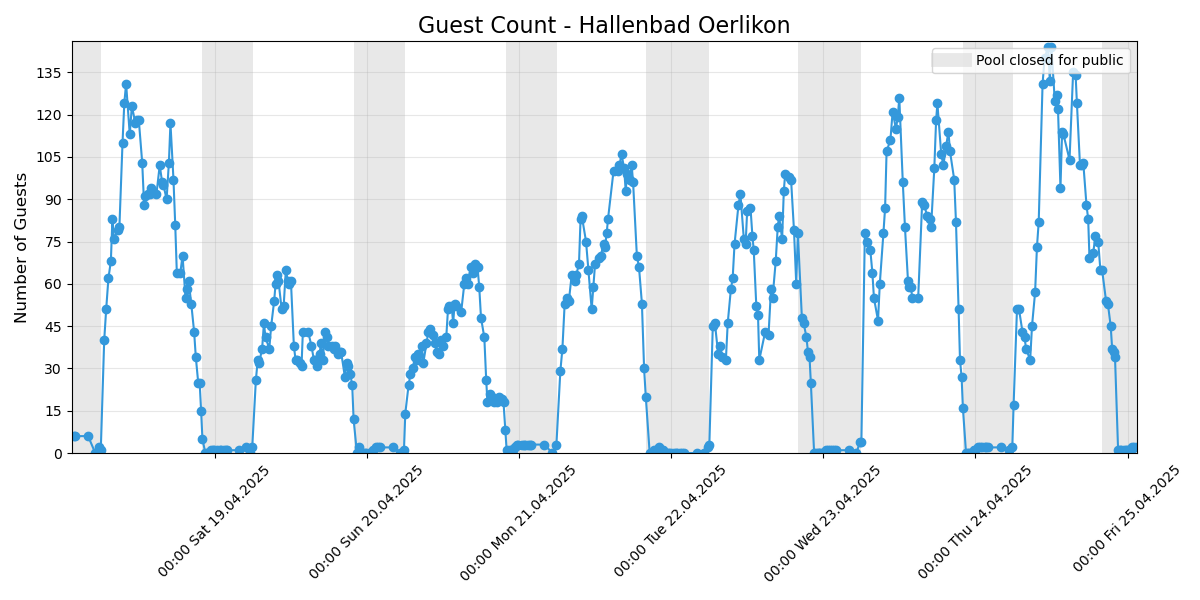 Guest Count - Hallenbad Oerlikon
Pool closed for public
Number of Guests
135
120
105
90
75
60
45
30
15
0
00:00 Sat 19.04.2025
00:00 Sun 20.04.2025
00:00 Mon 21.04.2025
00:00 Tue 22.04.2025
00:00 Wed 23.04.2025
00:00 Thu 24.04.2025
00:00 Fri 25.04.2025